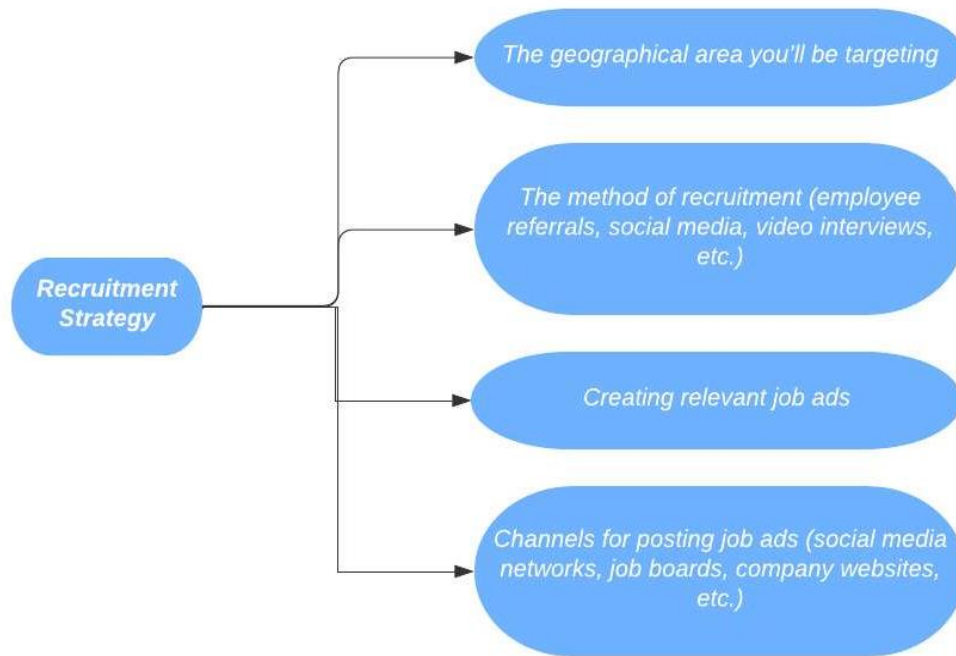 The geographical area you'll be targeting
The method of recruitment (employee
referrals, social media, video interviews,
etc.)
Recruitment
Strategy
Creating relevant job ads
Channels for posting job ads (social media
networks, job boards, company websites,
etc.)